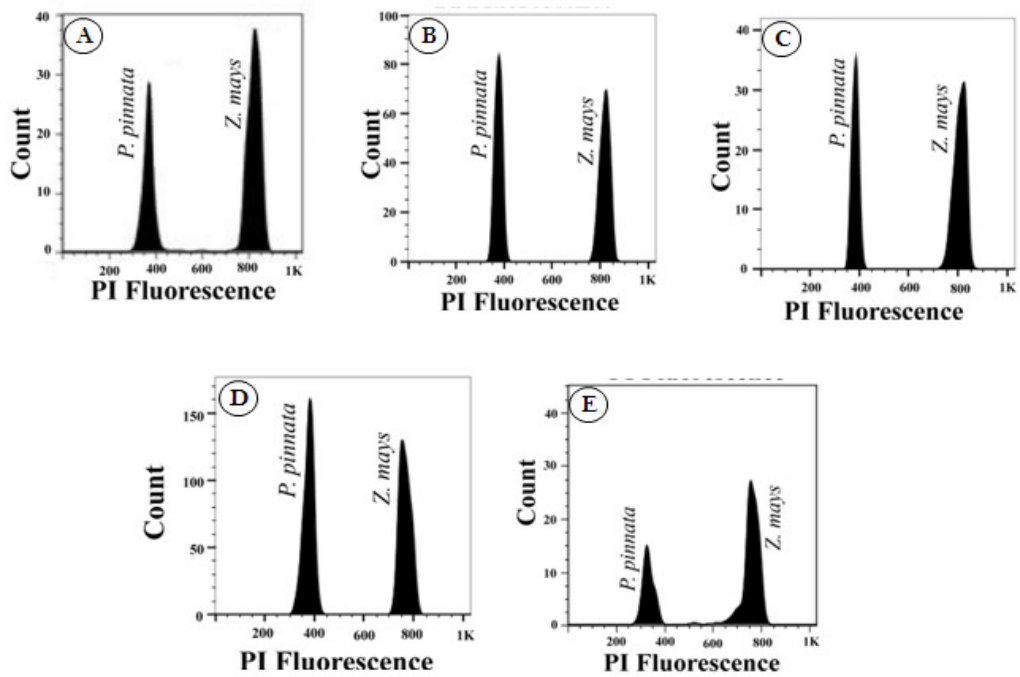 A
40
30
20
10
0
Count
P. pinnata
Z. mays
200 400 600 800 1K
PI Fluorescence
B
100
80
60
40
20
0
Count
P. pinnata
Z. mays
200 400 600 800 1K
PI Fluorescence
C
40
30
20
10
0
Count
P. pinnata
Z. mays
200 400 600 800 1K
PI Fluorescence
D
150
100
50
0
Count
P. pinnata
Z. mays
200 400 600 800 1K
PI Fluorescence
E
40
30
20
10
0
Count
P. pinnata
Z. mays
200 400 600 800 1K
PI Fluorescence